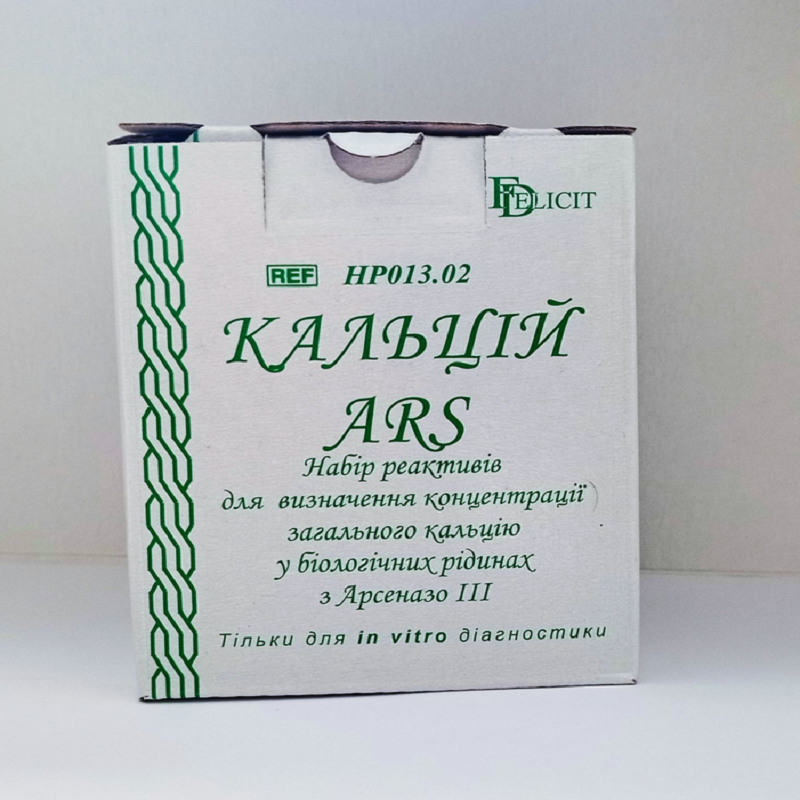 FELICIT
REF HP013.02
КАЛЬЦІЙ
ARS
Набір реактивів
для визначення концентрації
загального кальцію
у біологічних рідинах
з Арсеназо III
Тільки для in vitro діагностики